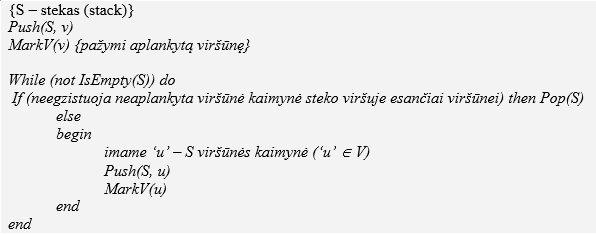 {S – stekas (stack)}
Push(S, v)
MarkV(v) {pažymi aplankytą viršūnę}
While (not IsEmpty(S)) do
If (neegzistuoja neaplankyta viršūnė kaimynė steko viršuje esančiai viršūnei) then Pop(S)
else
begin
imame ‘u’ – S viršūnės kaimynė (‘u’ ∈ V)
Push(S, u)
MarkV(u)
end
end